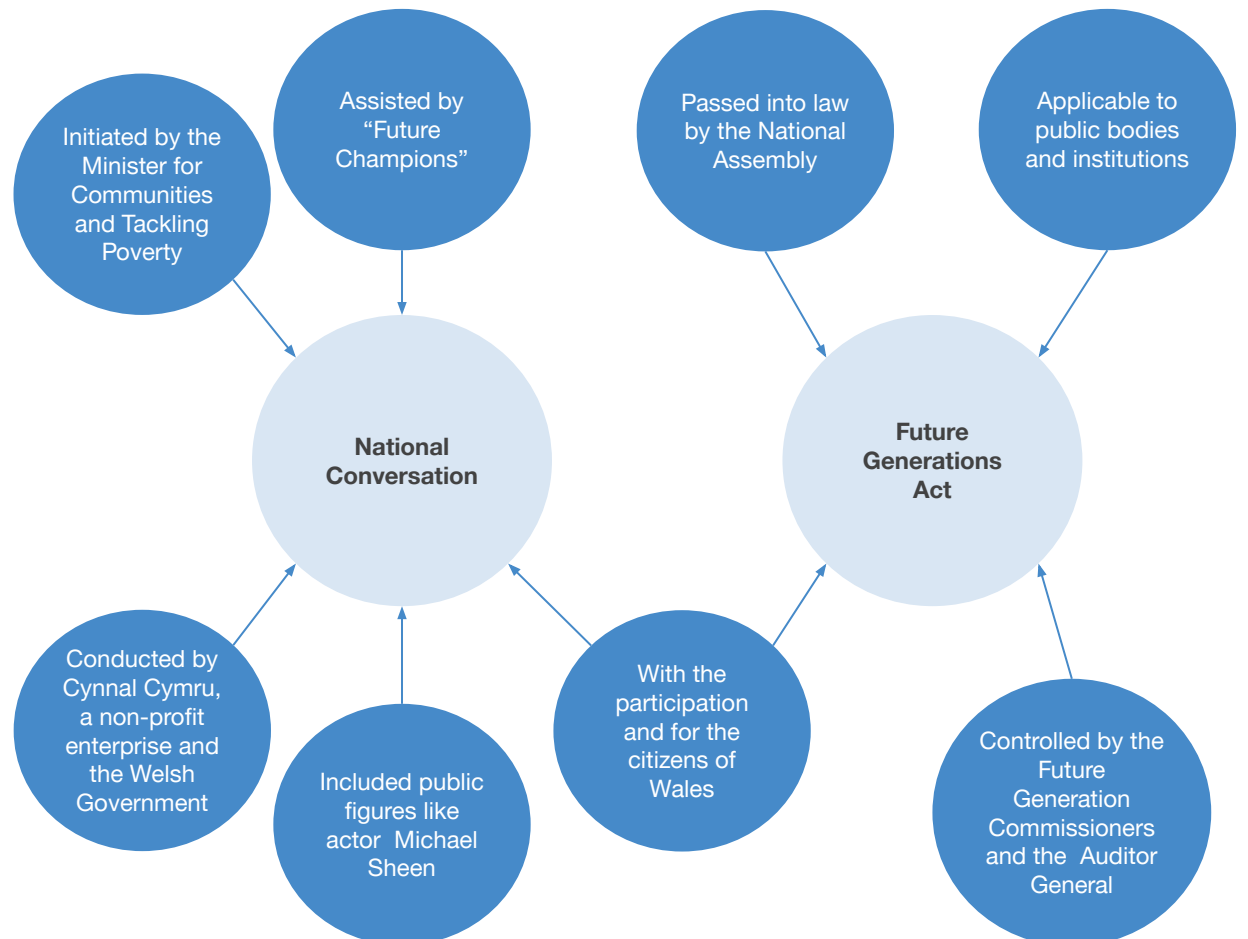 Initiated by the
Minister for
Communities
and Tackling
Poverty
Assisted by
“Future
Champions”
Passed into law
by the National
Assembly
Applicable to
public bodies
and institutions
National
Conversation
Future
Generations
Act
Conducted by
Cynnal Cymru,
a non-profit
enterprise and
the Welsh
Government
Included public
figures like
actor Michael
Sheen
With the
participation
and for the
citizens of
Wales
Controlled by the
Future
Generation
Commissioners
and the Auditor
General